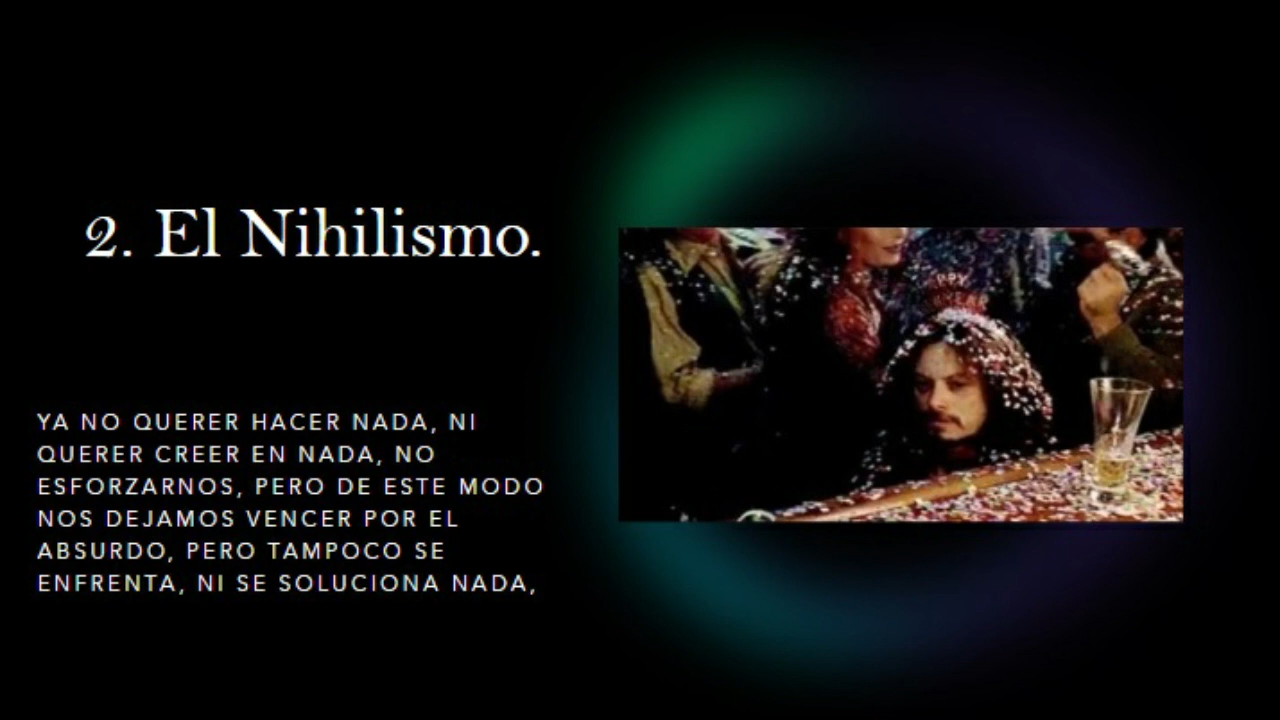 2. El Nihilismo.
YA NO QUERER HACER NADA, NI
QUERER CREER EN NADA, NO
ESFORZARNOS, PERO DE ESTE MODO
NOS DEJAMOS VENCER POR EL
ABSURDO, PERO TAMPOCO SE
ENFRENTA, NI SE SOLUCIONA NADA,